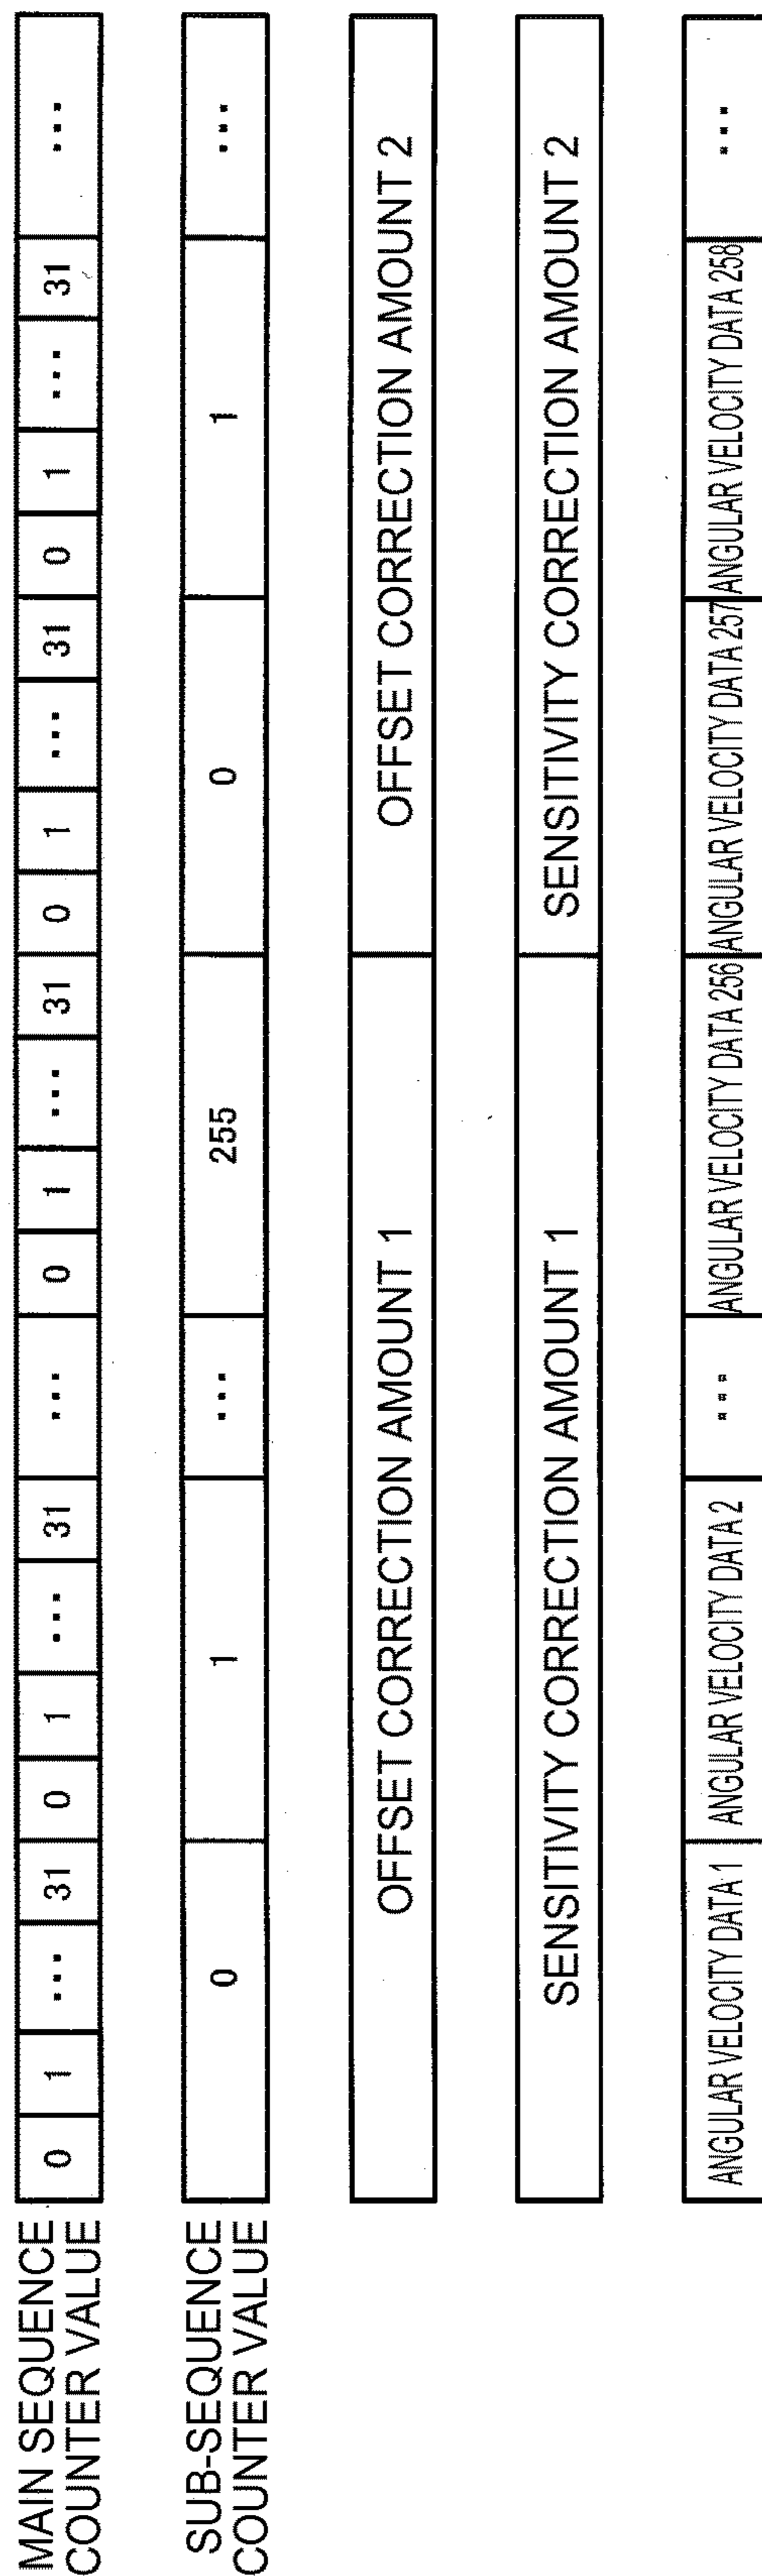 MAIN SEQUENCE
COUNTER VALUE
0 1 ... 31 0 1 ... 31 ... 0 1 ... 31 0 1 ... 31 0 1 ... 31 ...
SUB-SEQUENCE
COUNTER VALUE
0 1 ... 255 0 1 ...
OFFSET CORRECTION AMOUNT 1 OFFSET CORRECTION AMOUNT 2
SENSITIVITY CORRECTION AMOUNT 1 SENSITIVITY CORRECTION AMOUNT 2
ANGULAR VELOCITY DATA 1 ANGULAR VELOCITY DATA 2 ... ANGULAR VELOCITY DATA 256 ANGULAR VELOCITY DATA 257 ANGULAR VELOCITY DATA 258 ...